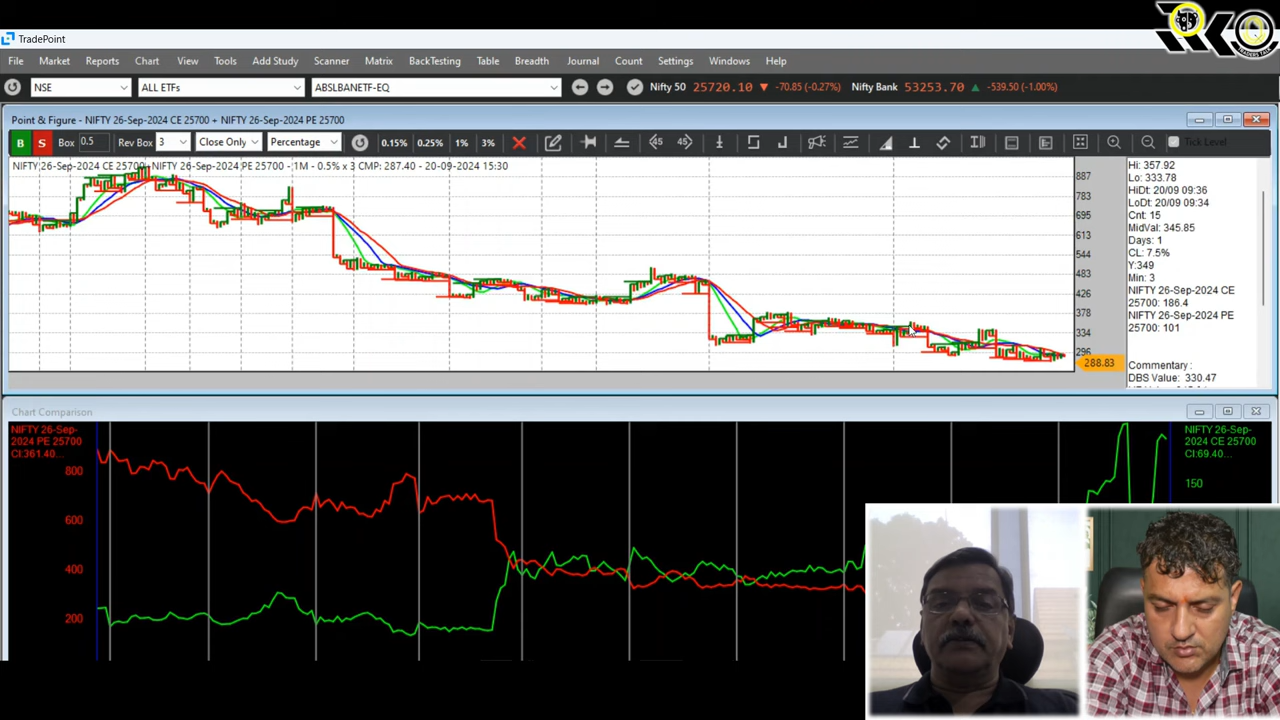 TradePoint
File Market Reports Chart View Tools Add Study Scanner Matrix BackTesting Table Breadth Journal Count Settings Windows Help
NSE ALL ETFs ABSLBANETF-EQ Nifty 50 25720.10 ▼ -70.85 (-0.27%) Nifty Bank 53253.70 ▲ -539.50 (-1.00%)
Point & Figure - NIFTY 26-Sep-2024 CE 25700 + NIFTY 26-Sep-2024 PE 25700
B S Box 0.5 Rev Box 3 Close Only Percentage 0.15% 0.25% 1% 3% Tick Level
NIFTY 26-Sep-2024 CE 25700+ NIFTY 26-Sep-2024 PE 25700 - 1M - 0.5% x 3 CMP: 287.40 - 20-09-2024 15:30
887
783
695
613
544
483
426
378
334
296
288.83
Hi: 357.92
Lo: 333.78
HiDt: 20/09 09:36
LoDt: 20/09 09:34
Cnt: 15
MidVal: 345.85
Days: 1
CL: 7.5%
Y:349
Min: 3
NIFTY 26-Sep-2024 CE
25700: 186.4
NIFTY 26-Sep-2024 PE
25700: 101
Commentary :
DBS Value: 330.47
Chart Comparison
NIFTY 26-Sep-
2024 PE 25700
Cl:361.40...
800
600
400
200
NIFTY 26-Sep-
2024 CE 25700
Cl:69.40...
150